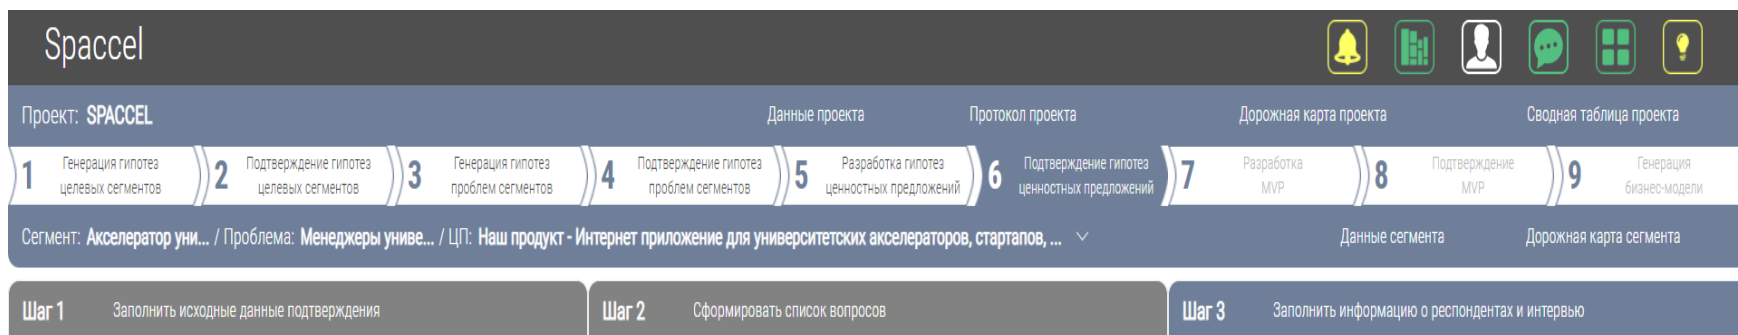 Spaccel
Проект: SPACCEL Данные проекта Протокол проекта Дорожная карта проекта Сводная таблица проекта
1 Генерация гипотез целевых сегментов
2 Подтверждение гипотез целевых сегментов
3 Генерация гипотез проблем сегментов
4 Подтверждение гипотез проблем сегментов
5 Разработка гипотез ценностных предложений
6 Подтверждение гипотез ценностных предложений
7 Разработка MVP
8 Подтверждение MVP
9 Генерация бизнес-модели
Сегмент: Акселератор уни... / Проблема: Менеджеры униве... / ЦП: Наш продукт - Интернет приложение для университетских акселераторов, стартапов, ... Данные сегмента Дорожная карта сегмента
Шаг 1 Заполнить исходные данные подтверждения
Шаг 2 Сформировать список вопросов
Шаг 3 Заполнить информацию о респондентах и интервью